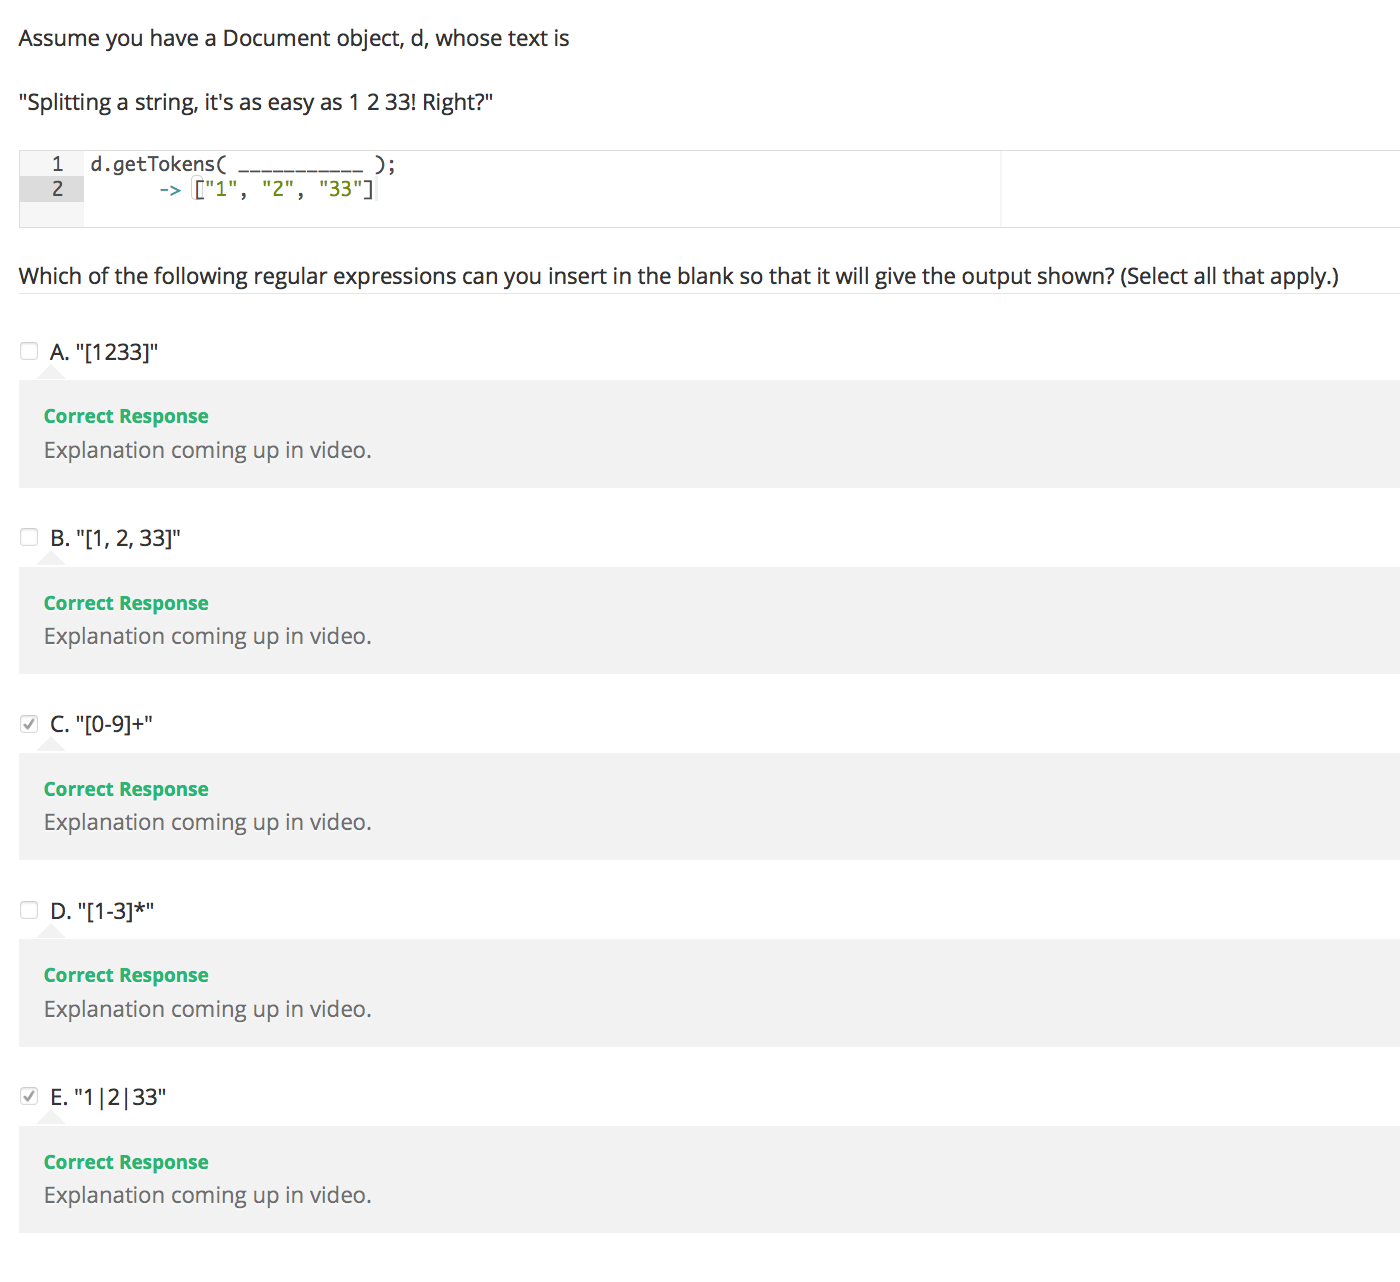 Assume you have a Document object, d, whose text is
"Splitting a string, it's as easy as 1 2 33! Right?"
1 d.getTokens( ___________ );
2 -> ["1", "2", "33"]
Which of the following regular expressions can you insert in the blank so that it will give the output shown? (Select all that apply.)
A. "[1233]"
Correct Response
Explanation coming up in video.
B. "[1, 2, 33]"
Correct Response
Explanation coming up in video.
C. "[0-9]+"
Correct Response
Explanation coming up in video.
D. "[1-3]*"
Correct Response
Explanation coming up in video.
E. "1|2|33"
Correct Response
Explanation coming up in video.